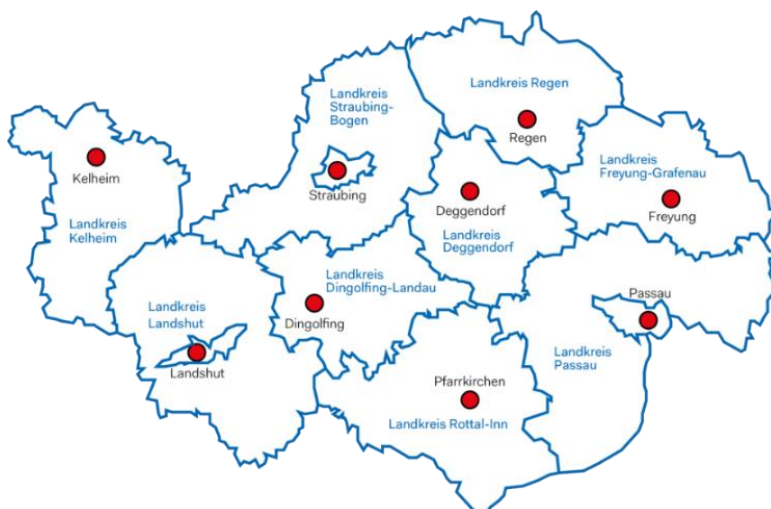 Landkreis Regen
Regen
Landkreis
Straubing-
Bogen
Straubing
Kelheim
Landkreis
Kelheim
Landkreis
Freyung-Grafenau
Freyung
Deggendorf
Landkreis
Deggendorf
Landkreis
Dingolfing-Landau
Dingolfing
Landkreis
Landshut
Landshut
Passau
Landkreis
Passau
Pfarrkirchen
Landkreis Rottal-Inn